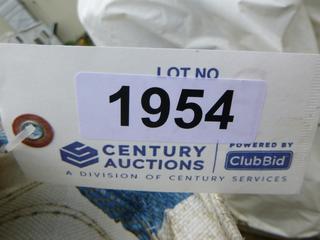 LOT NO
1954
CENTURY AUCTIONS
POWERED BY
ClubBid
A DIVISION OF CENTURY SERVICES